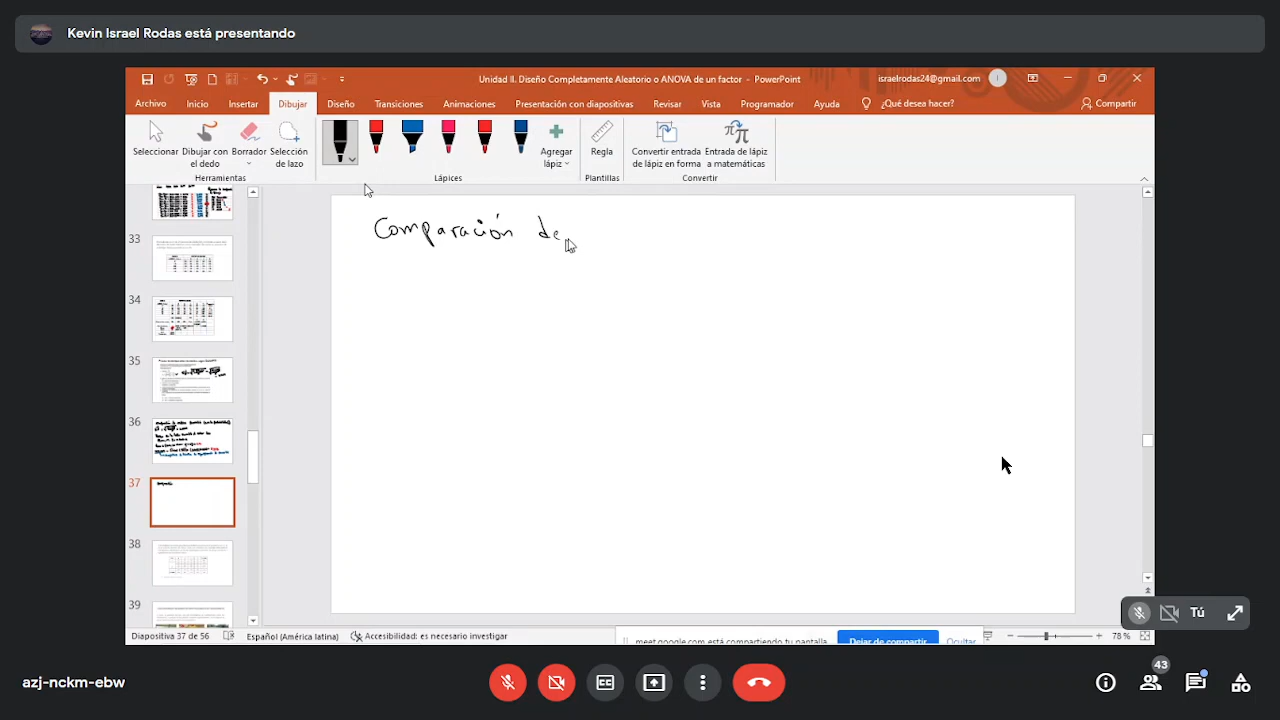 Kevin Israel Rodas está presentando
Unidad II. Diseño Completamente Aleatorio o ANOVA de un factor - PowerPoint
israelrodas24@gmail.com
I
Archivo Inicio Insertar Dibujar Diseño Transiciones Animaciones Presentación con diapositivas Revisar Vista Programador Ayuda ¿Qué desea hacer? Compartir
Seleccionar Dibujar con el dedo Borrador Selección de lazo Agregar lápiz Regla Convertir entrada de lápiz en forma Entrada de lápiz a matemáticas
Herramientas Lápices Plantillas Convertir
Comparación de
33
34
35
36
37
38
39
Diapositiva 37 de 56 Español (América latina) Accesibilidad: es necesario investigar
meet.google.com está compartiendo tu pantalla. Dejar de compartir Ocultar
78 %
Tú
azj-nckm-ebw
43